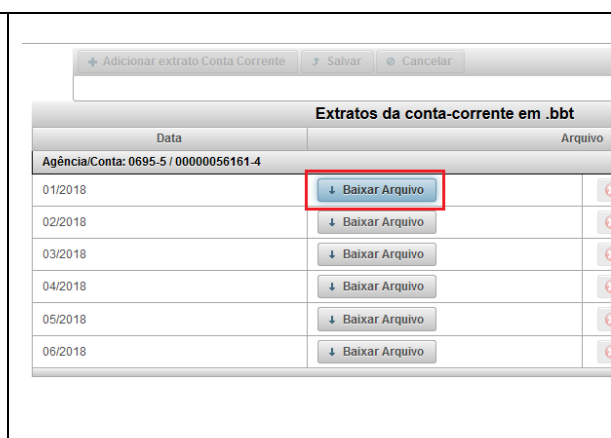 Adicionar extrato Conta Corrente Salvar Cancelar
Extratos da conta-corrente em .bbt
Data Arquivo
Agência/Conta: 0695-5 / 00000056161-4
01/2018 Baixar Arquivo
02/2018 Baixar Arquivo
03/2018 Baixar Arquivo
04/2018 Baixar Arquivo
05/2018 Baixar Arquivo
06/2018 Baixar Arquivo